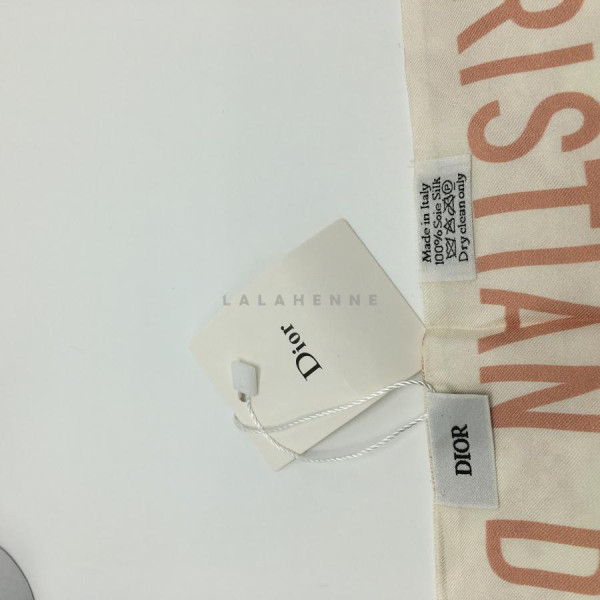 RISTIAN D
Made in Italy
100% Soie Silk
Dry clean only
LALAHENNE
Dior
DIOR